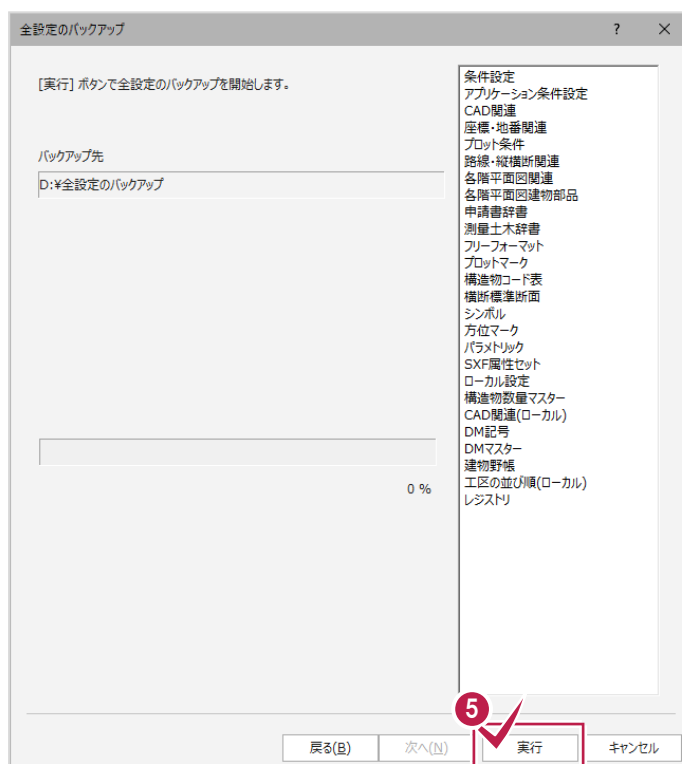 全設定のバックアップ
?
×
[実行] ボタンで全設定のバックアップを開始します。
バックアップ先
D:¥全設定のバックアップ
0 %
条件設定
アプリケーション条件設定
CAD関連
座標・地番関連
プロット条件
路線・縦横断関連
各階平面図関連
各階平面図建物部品
申請書辞書
測量土木辞書
フリーフォーマット
プロットマーク
構造物コード表
横断標準断面
シンボル
方位マーク
パラメトリック
SXF属性セット
ローカル設定
構造物数量マスター
CAD関連(ローカル)
DM記号
DMマスター
建物野帳
工区の並び順(ローカル)
レジストリ
5
戻る(B)
次へ(N)
実行
キャンセル